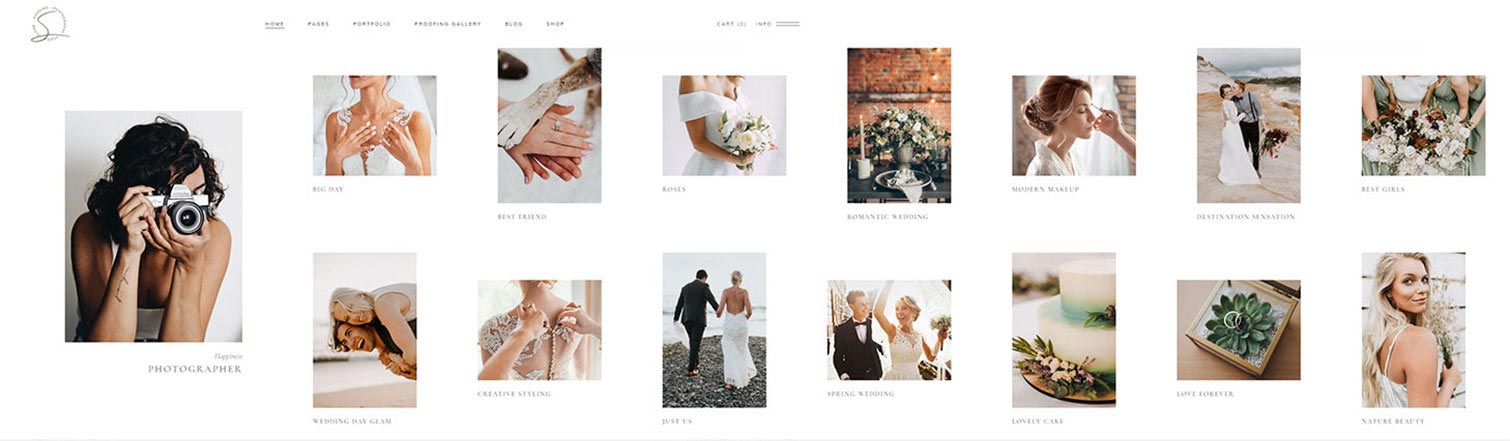 HOME PAGES PORTFOLIO PROOFING GALLERY BLOG SHOP CART (0) INFO
BIG DAY
BEST FRIEND
ROSES
ROMANTIC WEDDING
MODERN MAKEUP
DESTINATION SENSATION
BEST GIRLS
Happiness
PHOTOGRAPHER
WEDDING DAY GLAM
CREATIVE STYLING
JUST US
SPRING WEDDING
LOVELY CAKE
LOVE FOREVER
NATURE BEAUTY